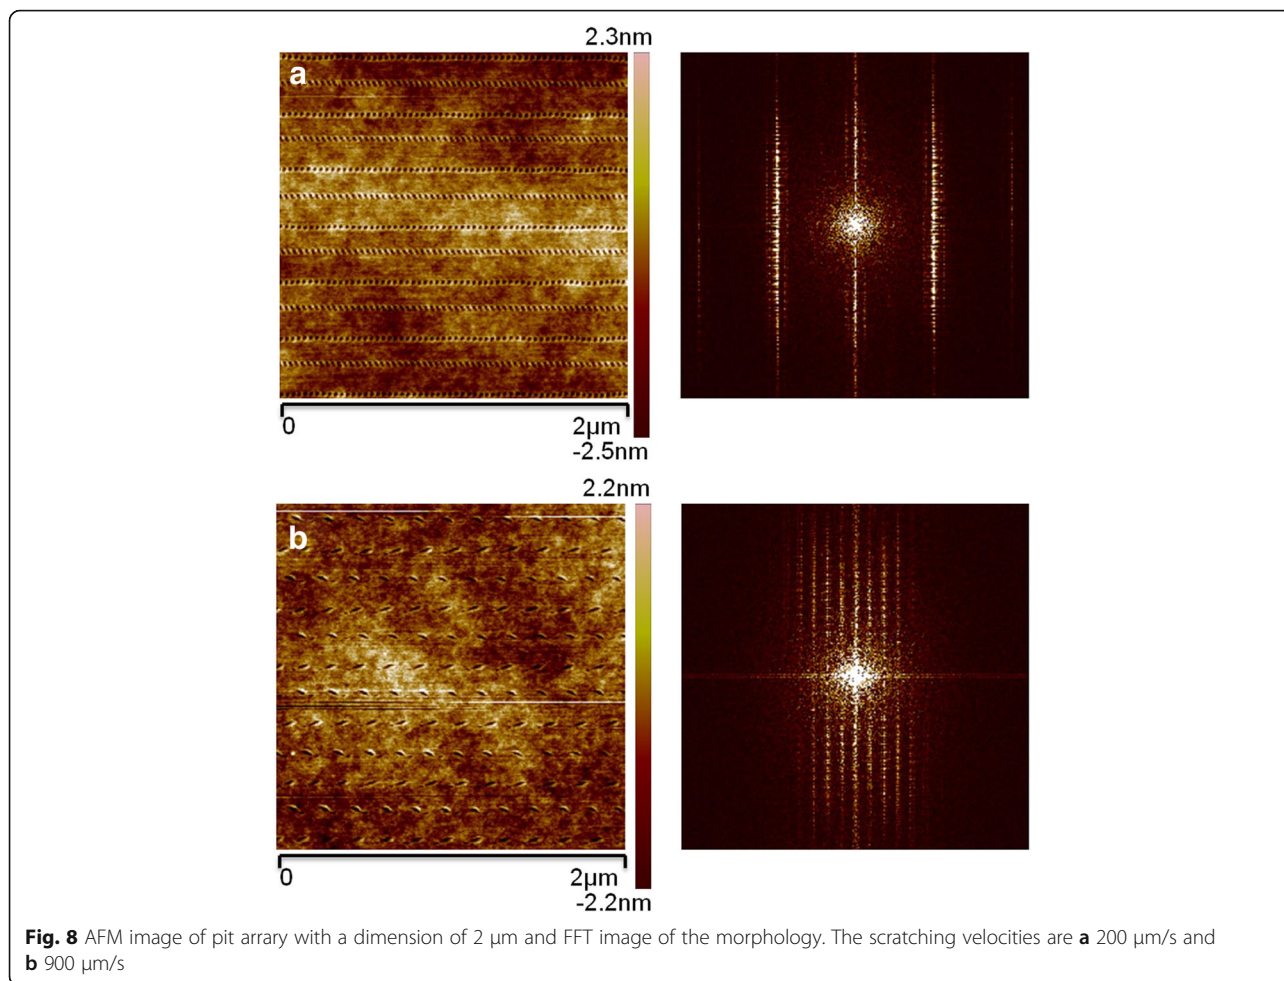 2.3nm
a
0
2µm
-2.5nm
2.2nm
b
0
2µm
-2.2nm
Fig. 8 AFM image of pit arrary with a dimension of 2 µm and FFT image of the morphology. The scratching velocities are a 200 µm/s and
b 900 µm/s